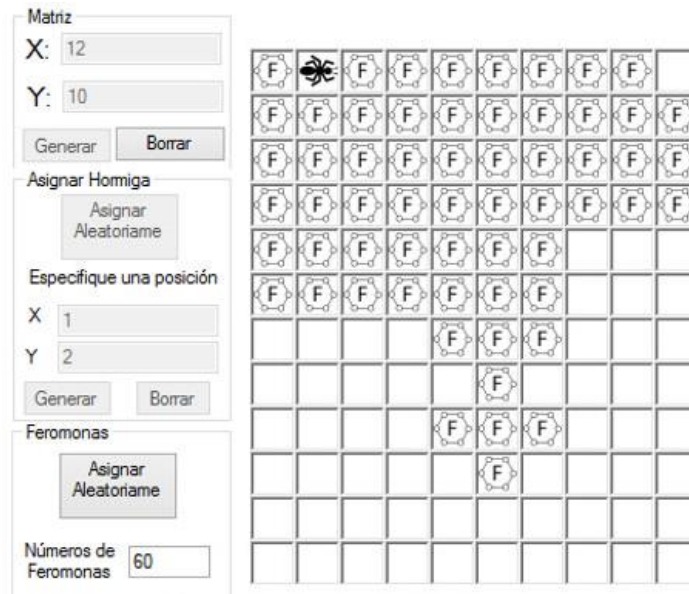 Matriz
X: 12
Y: 10
Generar Borrar
Asignar Hormiga
Asignar
Aleatoriame
Especifique una posición
X 1
Y 2
Generar Borrar
Feromonas
Asignar
Aleatoriame
Números de
Feromonas 60
F F F F F F F F
F F F F F F F F F F
F F F F F F F F F F
F F F F F F F F F F
F F F F F F F
F F F F F F F
F F F
F
F F F
F